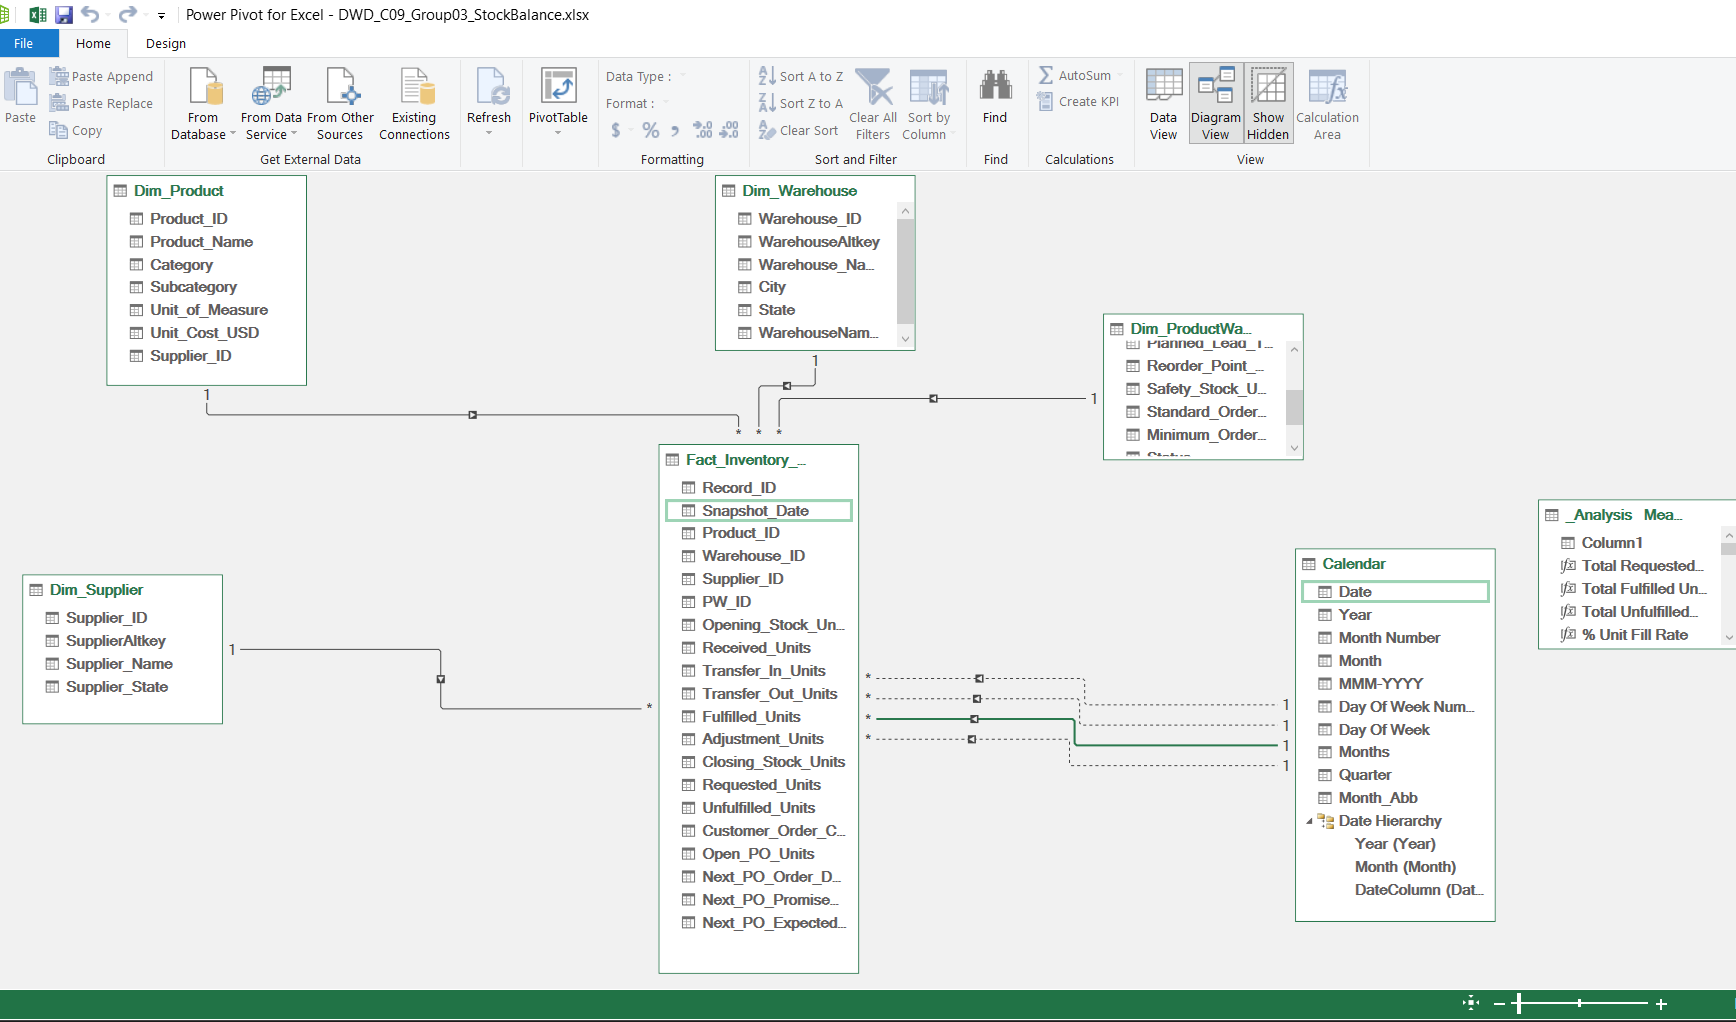 Power Pivot for Excel - DWD_C09_Group03_StockBalance.xlsx
File Home Design
Paste
Paste Append
Paste Replace
Copy
Clipboard
From Database
From Data Service
From Other Sources
Existing Connections
Get External Data
Refresh
PivotTable
Data Type :
Format :
$ % , .00 .00
Formatting
Sort A to Z
Sort Z to A
Clear Sort
Clear All Filters
Sort by Column
Sort and Filter
Find
Find
AutoSum
Create KPI
Calculations
Data View
Diagram View
Show Hidden
Calculation Area
View
Dim_Product
Product_ID
Product_Name
Category
Subcategory
Unit_of_Measure
Unit_Cost_USD
Supplier_ID
1
Dim_Warehouse
Warehouse_ID
WarehouseAltkey
Warehouse_Na...
City
State
WarehouseNam...
1
Dim_ProductWa...
Planned_Lead_T...
Reorder_Point_...
Safety_Stock_U...
Standard_Order...
Minimum_Order...
Status
1
* * *
Fact_Inventory_...
Record_ID
Snapshot_Date
Product_ID
Warehouse_ID
Supplier_ID
PW_ID
Opening_Stock_Un...
Received_Units
Transfer_In_Units
Transfer_Out_Units
Fulfilled_Units
Adjustment_Units
Closing_Stock_Units
Requested_Units
Unfulfilled_Units
Customer_Order_C...
Open_PO_Units
Next_PO_Order_D...
Next_PO_Promise...
Next_PO_Expected...
Dim_Supplier
Supplier_ID
SupplierAltkey
Supplier_Name
Supplier_State
1
*
* 1
* 1
* 1
* 1
Calendar
Date
Year
Month Number
Month
MMM-YYYY
Day Of Week Num...
Day Of Week
Months
Quarter
Month_Abb
Date Hierarchy
Year (Year)
Month (Month)
DateColumn (Dat...
_Analysis Mea...
Column1
Total Requested...
Total Fulfilled Un...
Total Unfulfilled...
% Unit Fill Rate